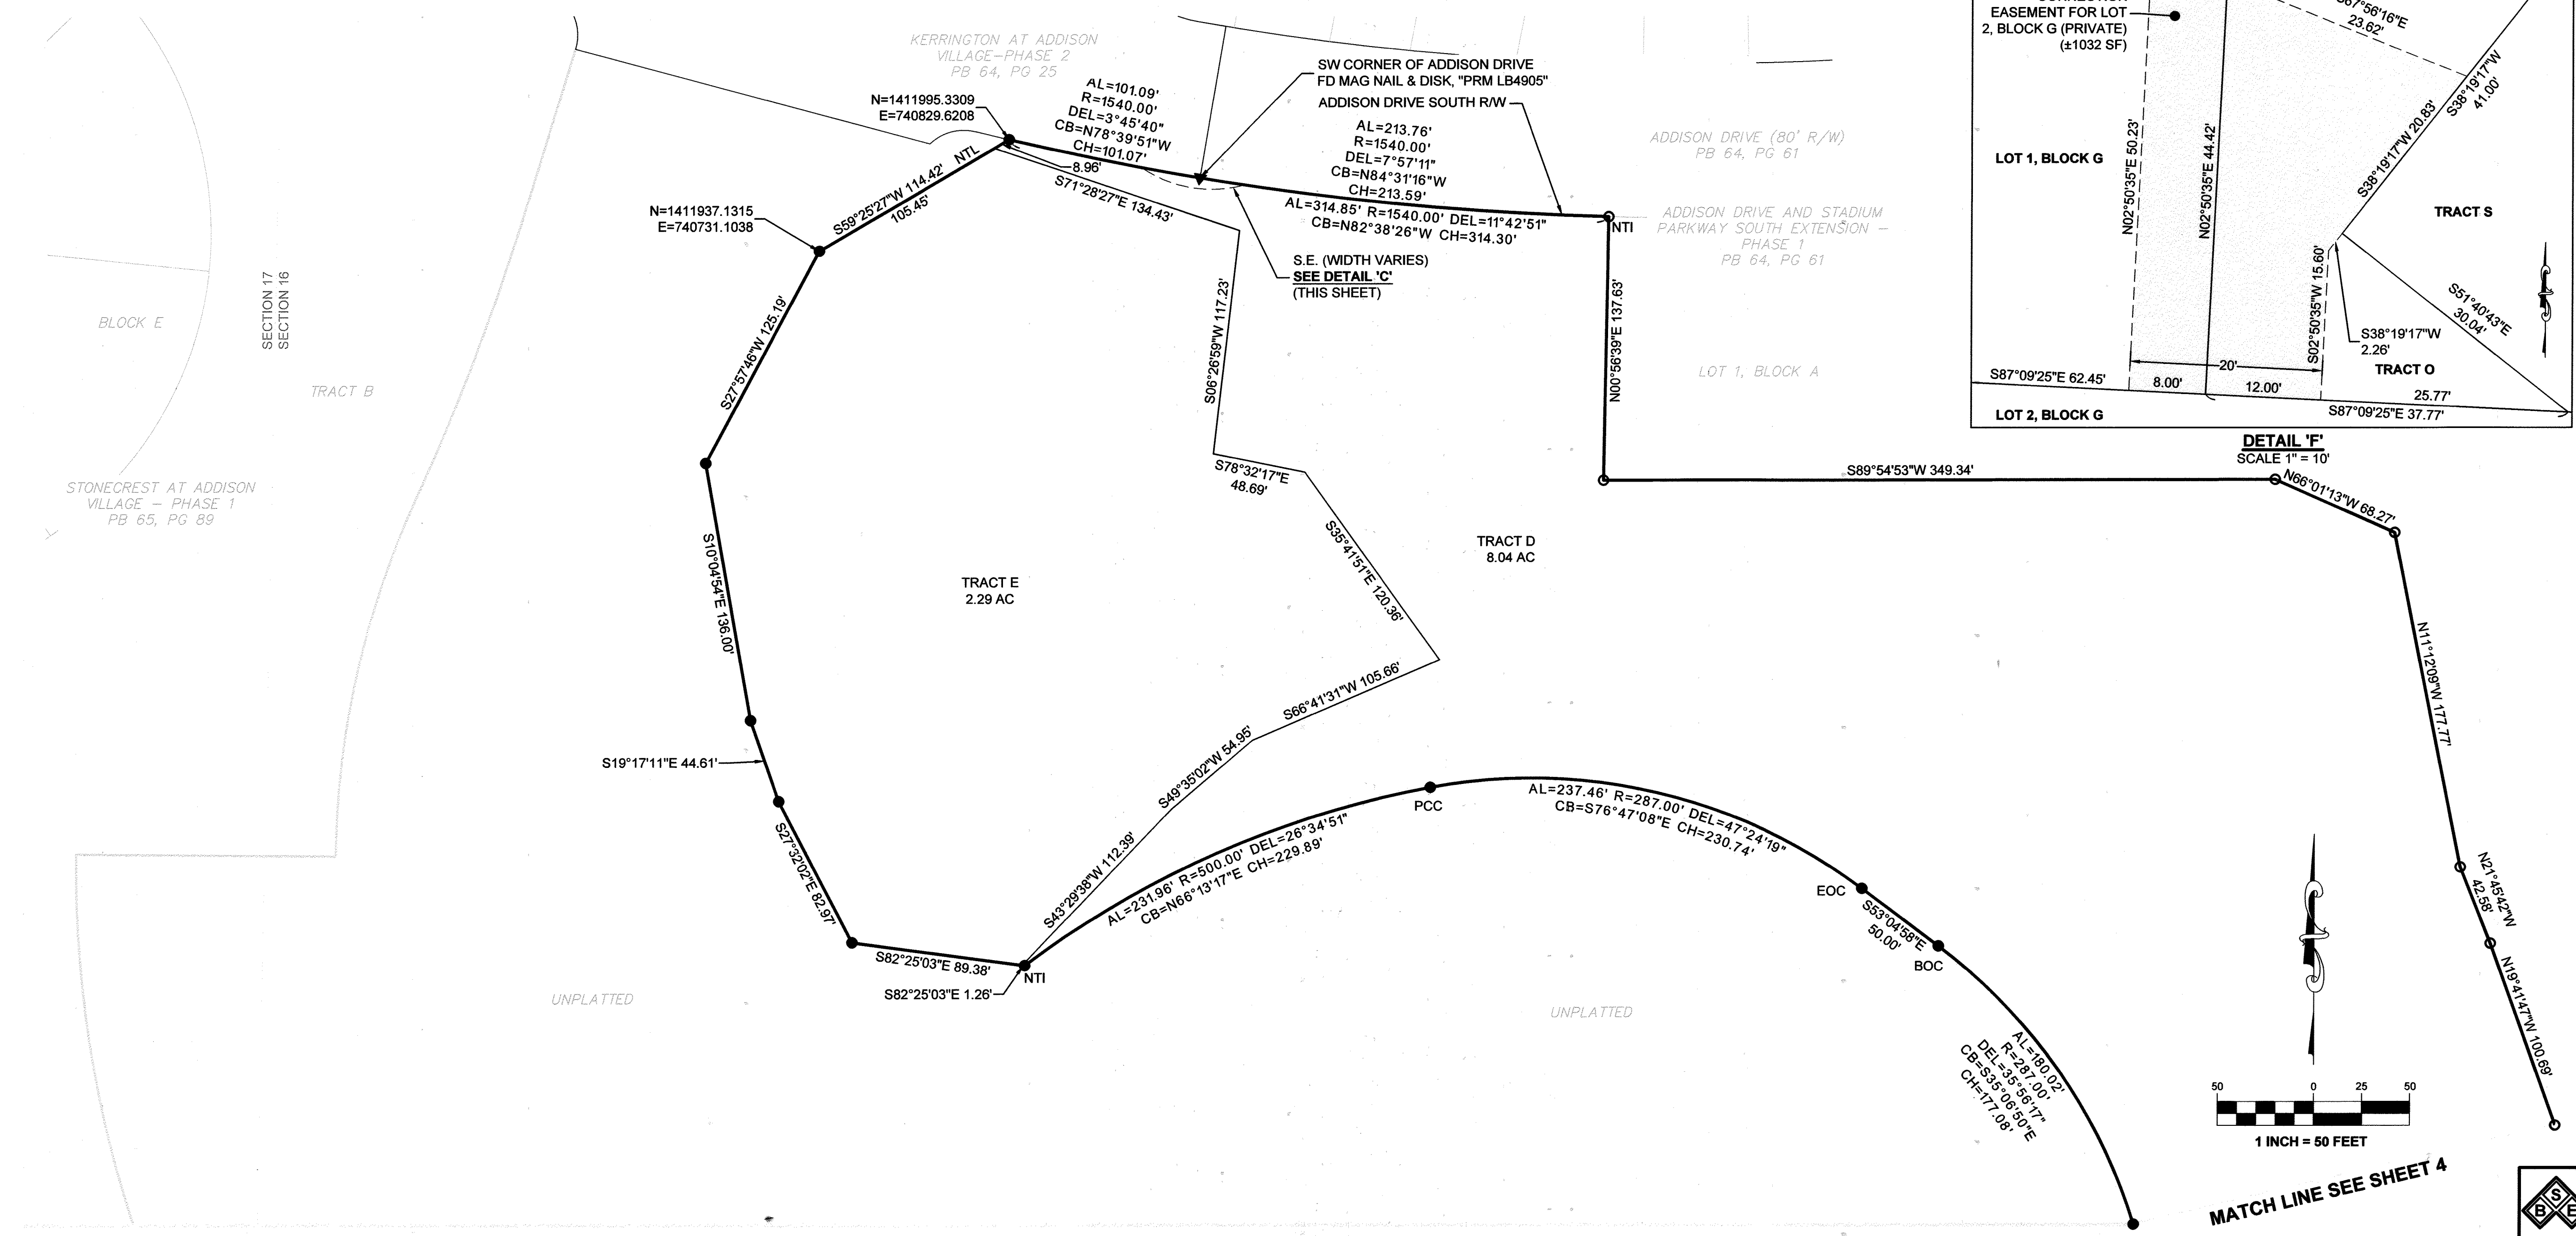 KERRINGTON AT ADDISON
VILLAGE-PHASE 2
PB 64, PG 25
N=1411995.3309
E=740829.6208
AL=101.09'
R=1540.00'
DEL=3°45'40"
CB=N78°39'51"W
CH=101.07'
SW CORNER OF ADDISON DRIVE
FD MAG NAIL & DISK, "PRM LB4905"
ADDISON DRIVE SOUTH R/W
AL=213.76'
R=1540.00'
DEL=7°57'11"
CB=N84°31'16"W
CH=213.59'
AL=314.85' R=1540.00' DEL=11°42'51"
CB=N82°38'26"W CH=314.30'
NTI
ADDISON DRIVE (80' R/W)
PB 64, PG 61
ADDISON DRIVE AND STADIUM
PARKWAY SOUTH EXTENSION –
PHASE 1
PB 64, PG 61
NTL
8.96'
S59°25'27"W 114.42'
105.45'
S71°28'27"E 134.43'
N=1411937.1315
E=740731.1038
S.E. (WIDTH VARIES)
SEE DETAIL 'C'
(THIS SHEET)
SECTION 17
SECTION 16
BLOCK E
TRACT B
STONECREST AT ADDISON
VILLAGE – PHASE 1
PB 65, PG 89
S27°57'46"W 125.19'
S06°26'59"W 117.23'
N00°56'39"E 137.63'
LOT 1, BLOCK A
S78°32'17"E
48.69'
S89°54'53"W 349.34'
N66°01'13"W 68.27'
S10°04'54"E 136.00'
TRACT E
2.29 AC
S35°41'51"E 120.36'
TRACT D
8.04 AC
N11°12'09"W 177.77'
S66°41'31"W 105.66'
S49°35'02"W 54.95'
S19°17'11"E 44.61'
S27°32'02"E 82.97'
S43°29'38"W 112.39'
AL=231.96' R=500.00' DEL=26°34'51"
CB=N66°13'17"E CH=229.89'
PCC
AL=237.46' R=287.00' DEL=47°24'19"
CB=S76°47'08"E CH=230.74'
EOC
S53°04'58"E
50.00'
BOC
N21°45'42"W
42.58'
N19°41'47"W 100.69'
S82°25'03"E 89.38'
NTI
S82°25'03"E 1.26'
UNPLATTED
UNPLATTED
AL=180.02'
R=287.00'
DEL=35°56'17"
CB=S35°06'50"E
CH=177.08'
50 0 25 50
1 INCH = 50 FEET
MATCH LINE SEE SHEET 4
S
B E
EASEMENT FOR LOT
2, BLOCK G (PRIVATE)
(±1032 SF)
S67°56'16"E
23.62'
S38°19'17"W
41.00'
S38°19'17"W 20.83'
LOT 1, BLOCK G
N02°50'35"E 50.23'
N02°50'35"E 44.42'
TRACT S
S02°50'35"W 15.60'
S51°40'43"E
30.04'
S38°19'17"W
2.26'
TRACT O
20'
S87°09'25"E 62.45'
8.00'
12.00'
25.77'
S87°09'25"E 37.77'
LOT 2, BLOCK G
DETAIL 'F'
SCALE 1" = 10'